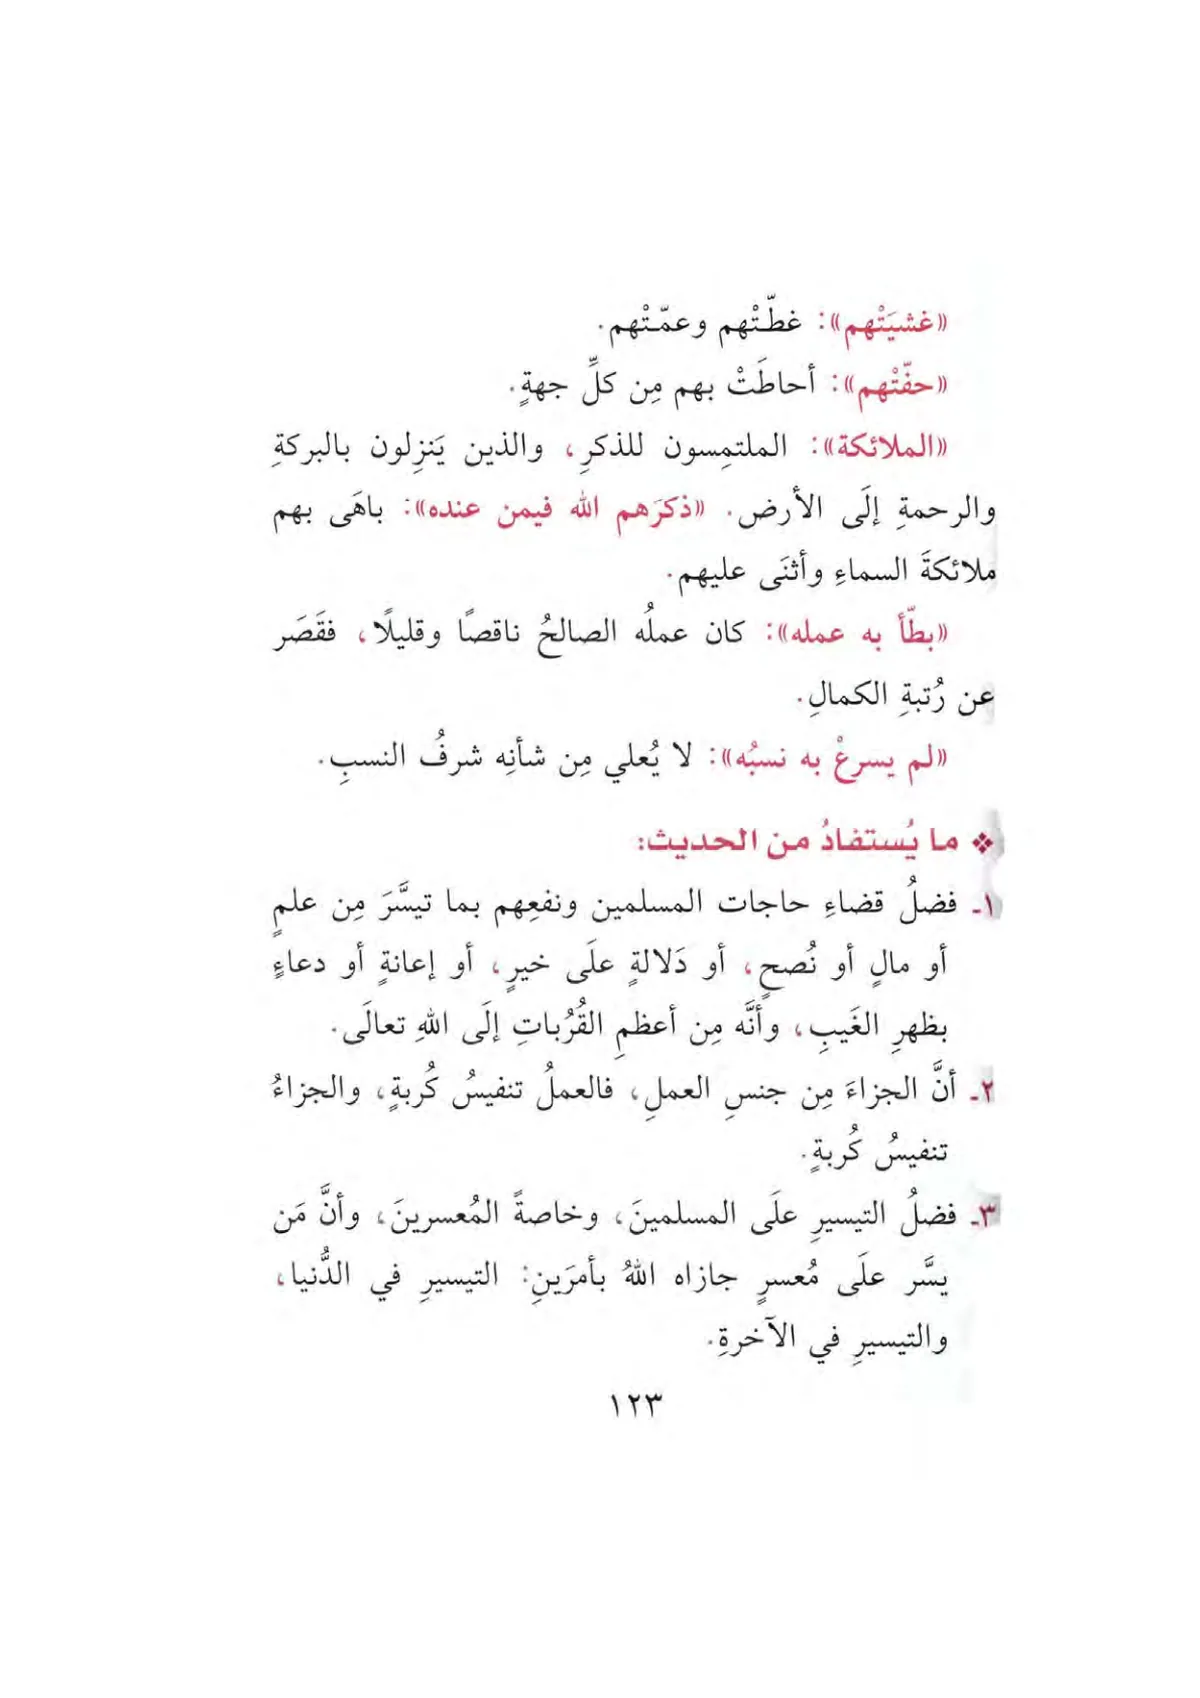 «غشيَتْهم»: غطَّتْهم وعمّتْهم.
«حفّتْهم»: أحاطَتْ بهم مِن كلِّ جهةٍ.
«الملائكة»: الملتمِسون للذكرِ، والذين يَنزِلون بالبركةِ
والرحمةِ إلَى الأرضِ. «ذكرَهم الله فيمن عنده»: باهَى بهم
ملائكةَ السماءِ وأثنَى عليهم.
«بطّأ به عمله»: كان عملُه الصالحُ ناقصًا وقليلًا، فقَصَر
عن رُتبةِ الكمالِ.
«لم يسرعْ به نسبُه»: لا يُعلي مِن شأنِه شرفُ النسبِ.
❖ ما يُستفادُ من الحديث:
١ـ فضلُ قضاءِ حاجات المسلمين ونفعِهم بما تيسَّرَ مِن علمٍ
أو مالٍ أو نُصحٍ، أو دَلالةٍ علَى خيرٍ، أو إعانةٍ أو دعاءٍ
بظهرِ الغَيبِ، وأنَّه مِن أعظمِ القُرُباتِ إلَى اللهِ تعالَى.
٢ـ أنَّ الجزاءَ مِن جنسِ العملِ، فالعملُ تنفيسُ كُربةٍ، والجزاءُ
تنفيسُ كُربةٍ.
٣ـ فضلُ التيسيرِ علَى المسلمينَ، وخاصةً المُعسرينَ، وأنَّ مَن
يسَّر علَى مُعسرٍ جازاه اللهُ بأمرَينِ: التيسيرِ في الدُّنيا،
والتيسيرِ في الآخرةِ.
١٢٣